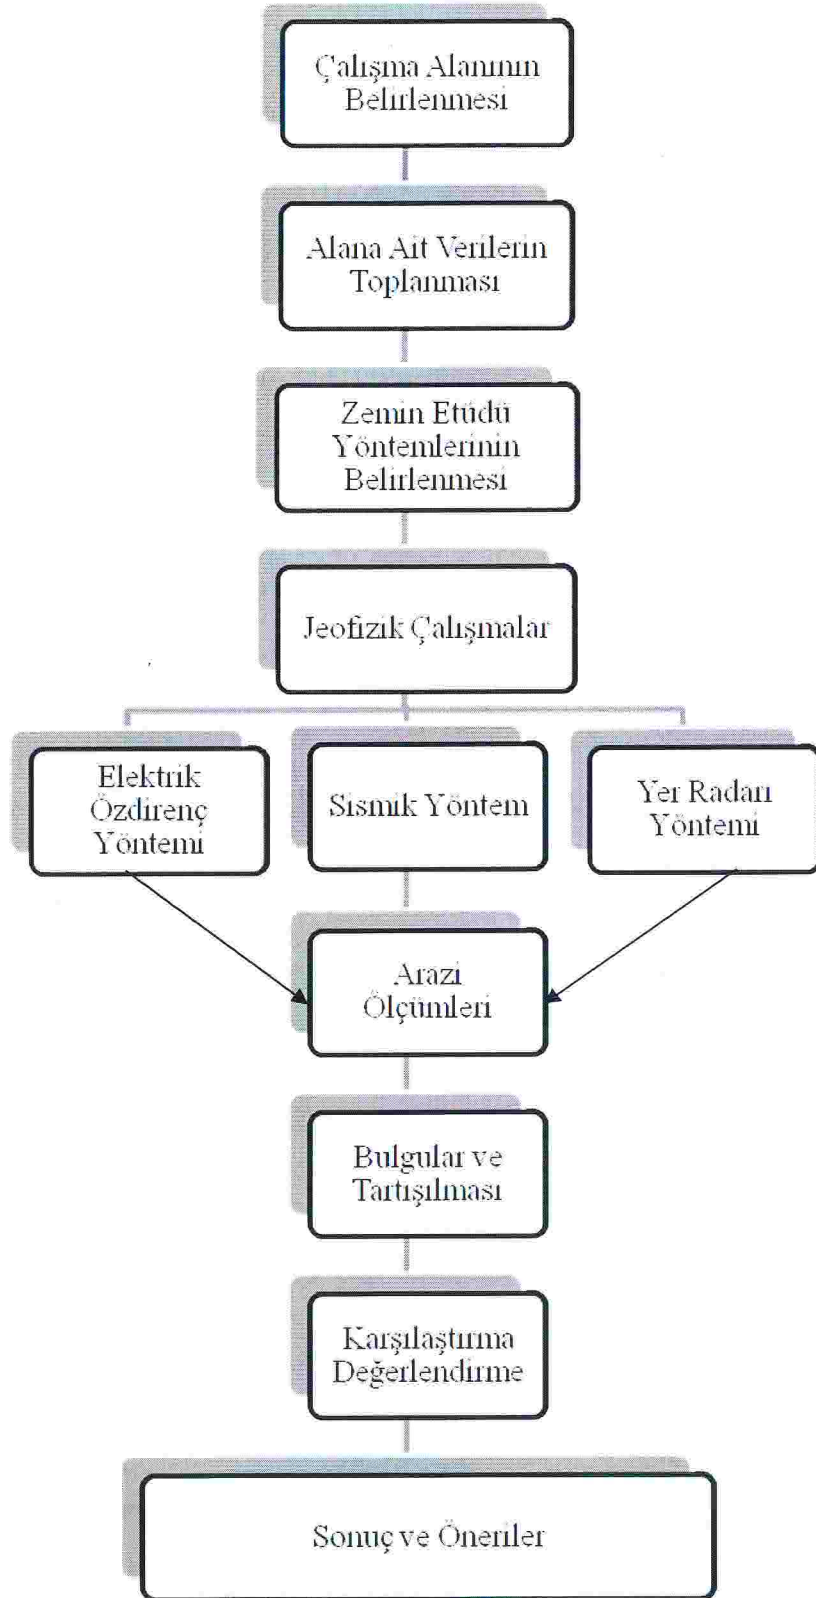 Çalışma Alanının
Belirlenmesi
Alana Ait Verilerin
Toplanması
Zemin Etüdü
Yöntemlerinin
Belirlenmesi
Jeofizik Çalışmalar
Elektrik
Özdirenç
Yöntemi
Sismik Yöntem
Yer Radarı
Yöntemi
Arazi
Ölçümleri
Bulgular ve
Tartışılması
Karşılaştırma
Değerlendirme
Sonuç ve Öneriler